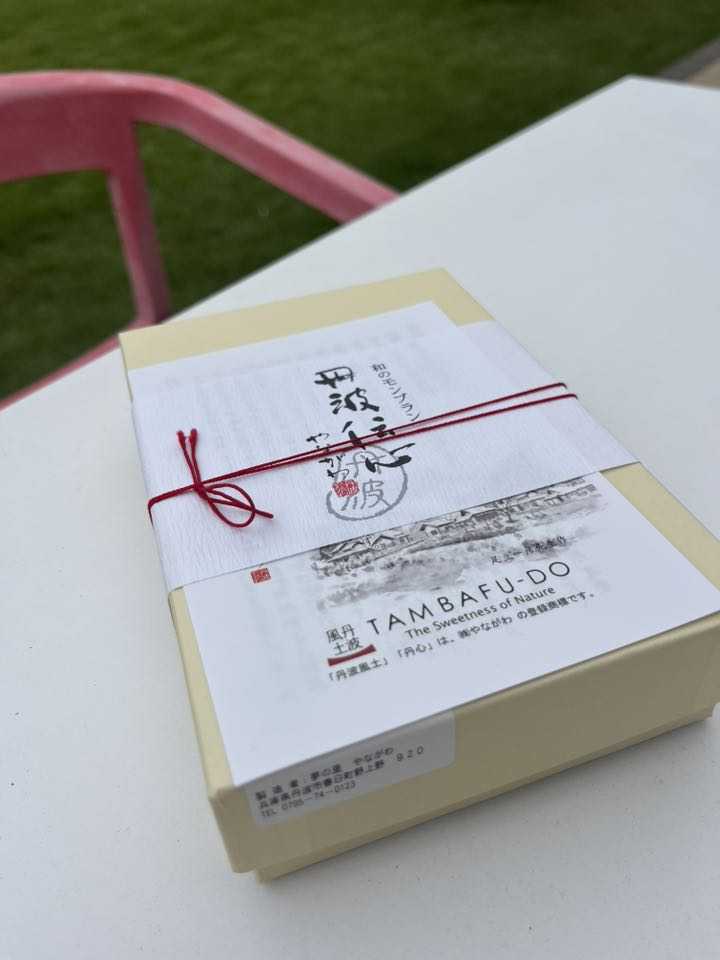 和のモンブラン
丹波
やながわ
丹波
丹波
風土
TAMBAFU-DO
The Sweetness of Nature
「丹波風土」「丹心」は、㈱やながわ の登録商標です。
製 造 者：夢の里 やながわ
兵庫県丹波市春日町野上野 920
TEL 0795-74-0123